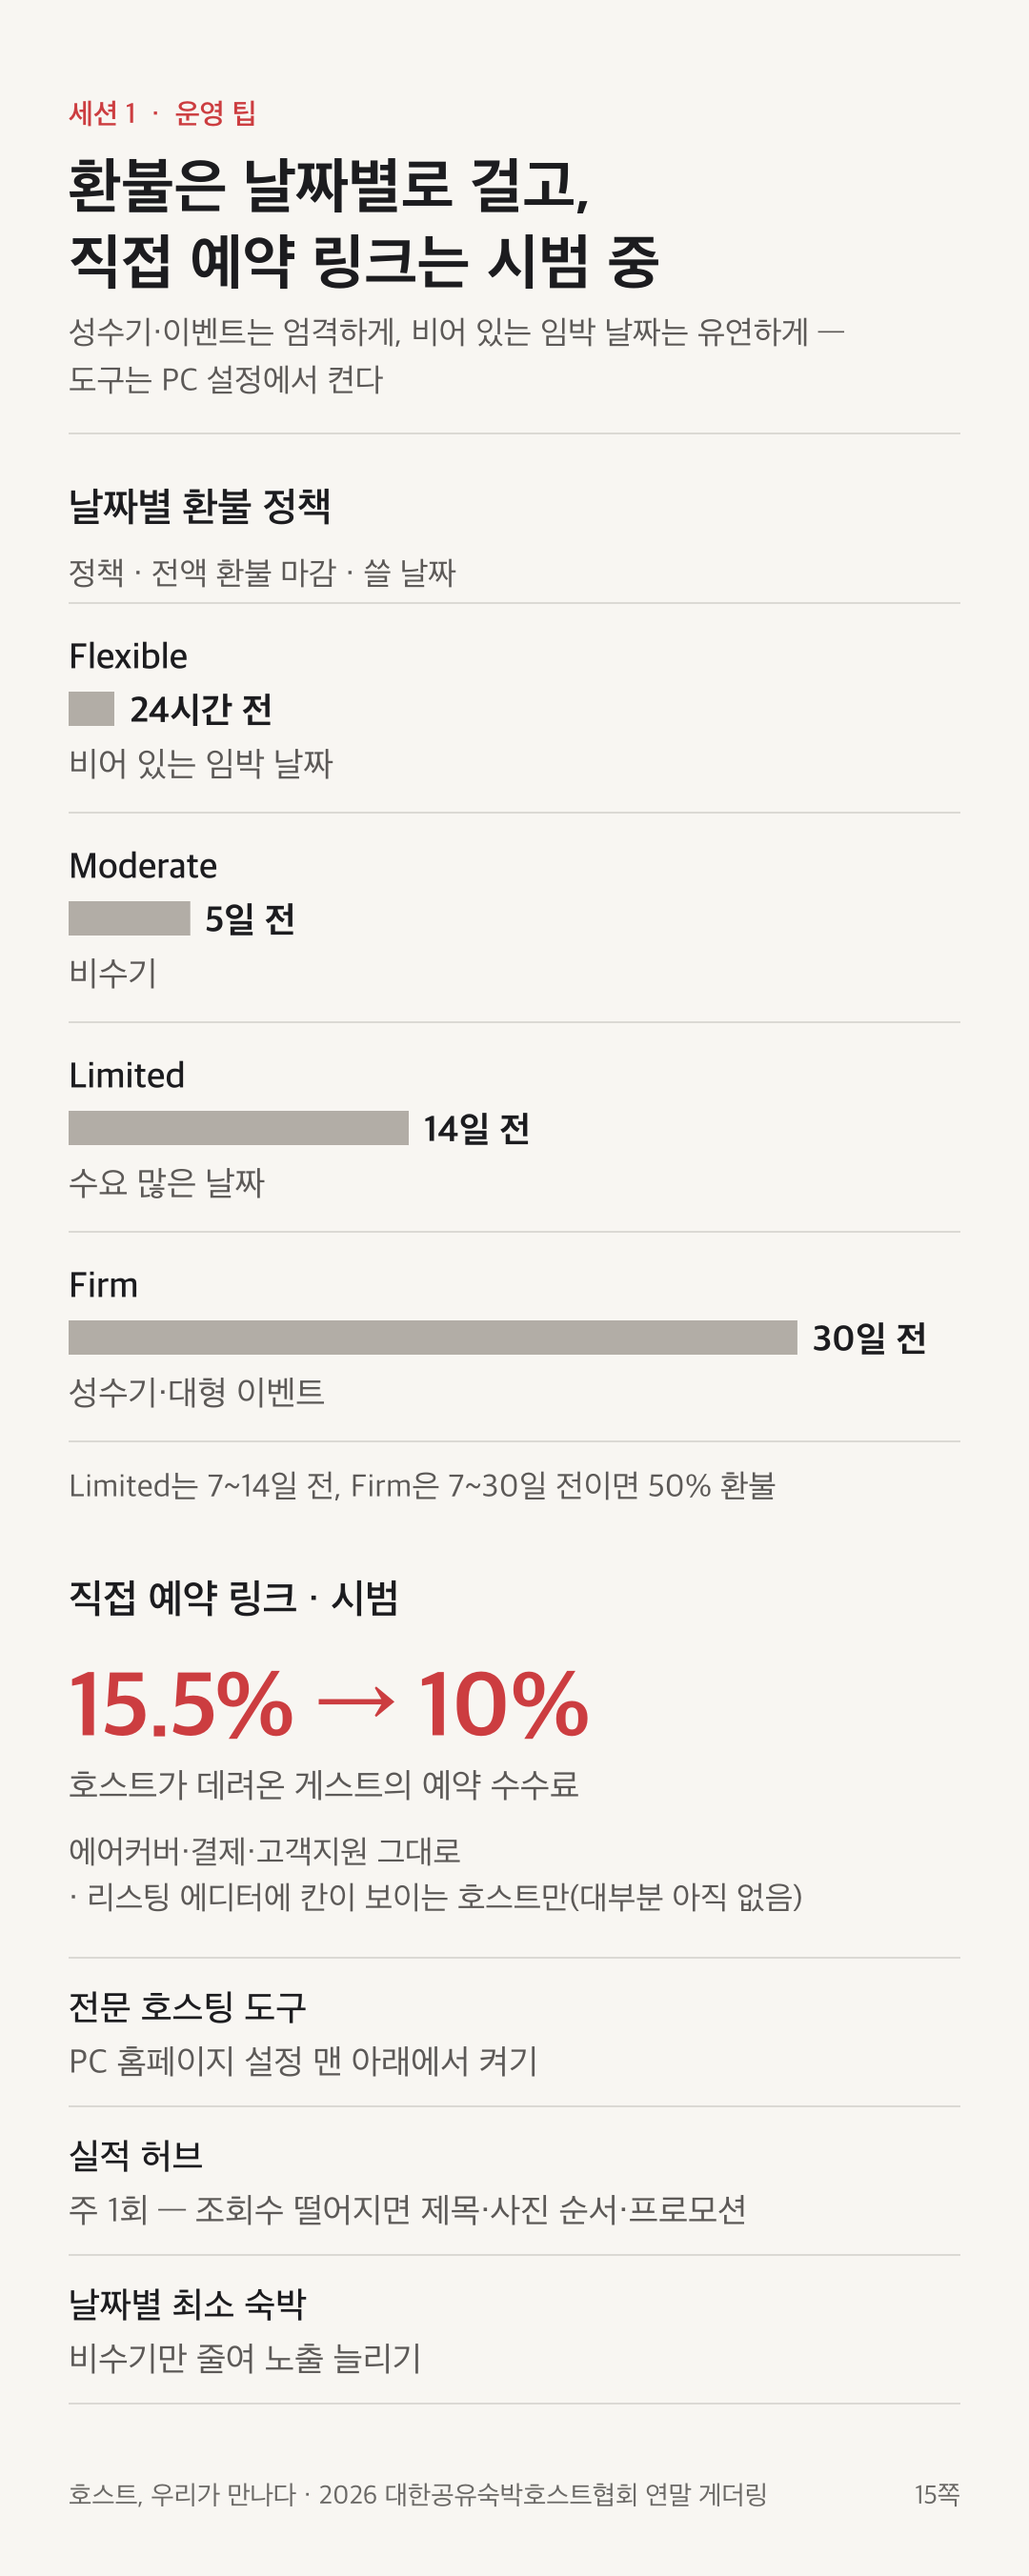 세션 1 · 운영 팁
환불은 날짜별로 걸고,
직접 예약 링크는 시범 중
성수기·이벤트는 엄격하게, 비어 있는 임박 날짜는 유연하게 —
도구는 PC 설정에서 켠다
날짜별 환불 정책
정책 · 전액 환불 마감 · 쓸 날짜
Flexible
24시간 전
비어 있는 임박 날짜
Moderate
5일 전
비수기
Limited
14일 전
수요 많은 날짜
Firm
30일 전
성수기·대형 이벤트
Limited는 7~14일 전, Firm은 7~30일 전이면 50% 환불
직접 예약 링크 · 시범
15.5% → 10%
호스트가 데려온 게스트의 예약 수수료
에어커버·결제·고객지원 그대로
· 리스팅 에디터에 칸이 보이는 호스트만(대부분 아직 없음)
전문 호스팅 도구
PC 홈페이지 설정 맨 아래에서 켜기
실적 허브
주 1회 — 조회수 떨어지면 제목·사진 순서·프로모션
날짜별 최소 숙박
비수기만 줄여 노출 늘리기
호스트, 우리가 만나다 · 2026 대한공유숙박호스트협회 연말 게더링
15쪽